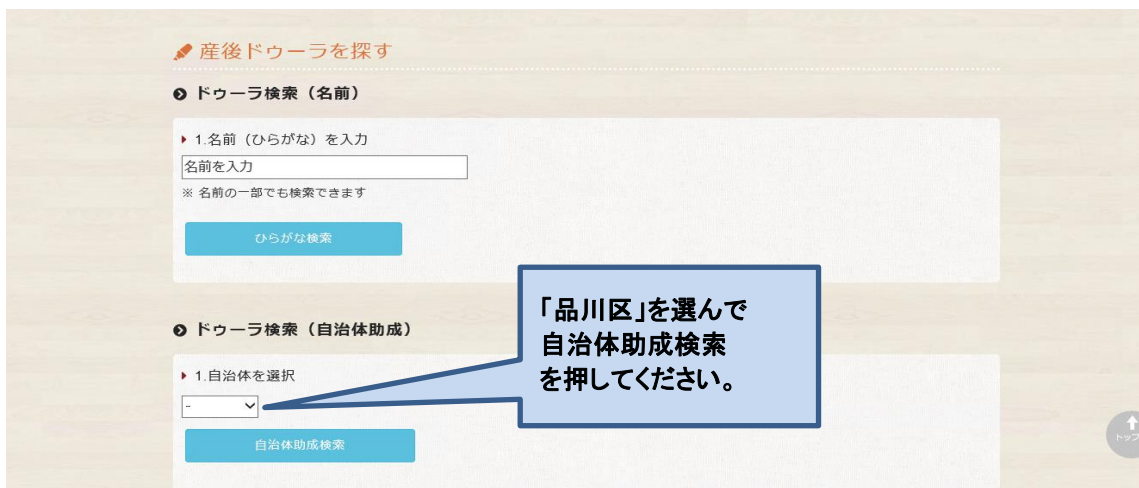 産後ドゥーラを探す
ドゥーラ検索（名前）
1.名前（ひらがな）を入力
名前を入力
※ 名前の一部でも検索できます
ひらがな検索
「品川区」を選んで
自治体助成検索
を押してください。
ドゥーラ検索（自治体助成）
1.自治体を選択
-
自治体助成検索
トップ